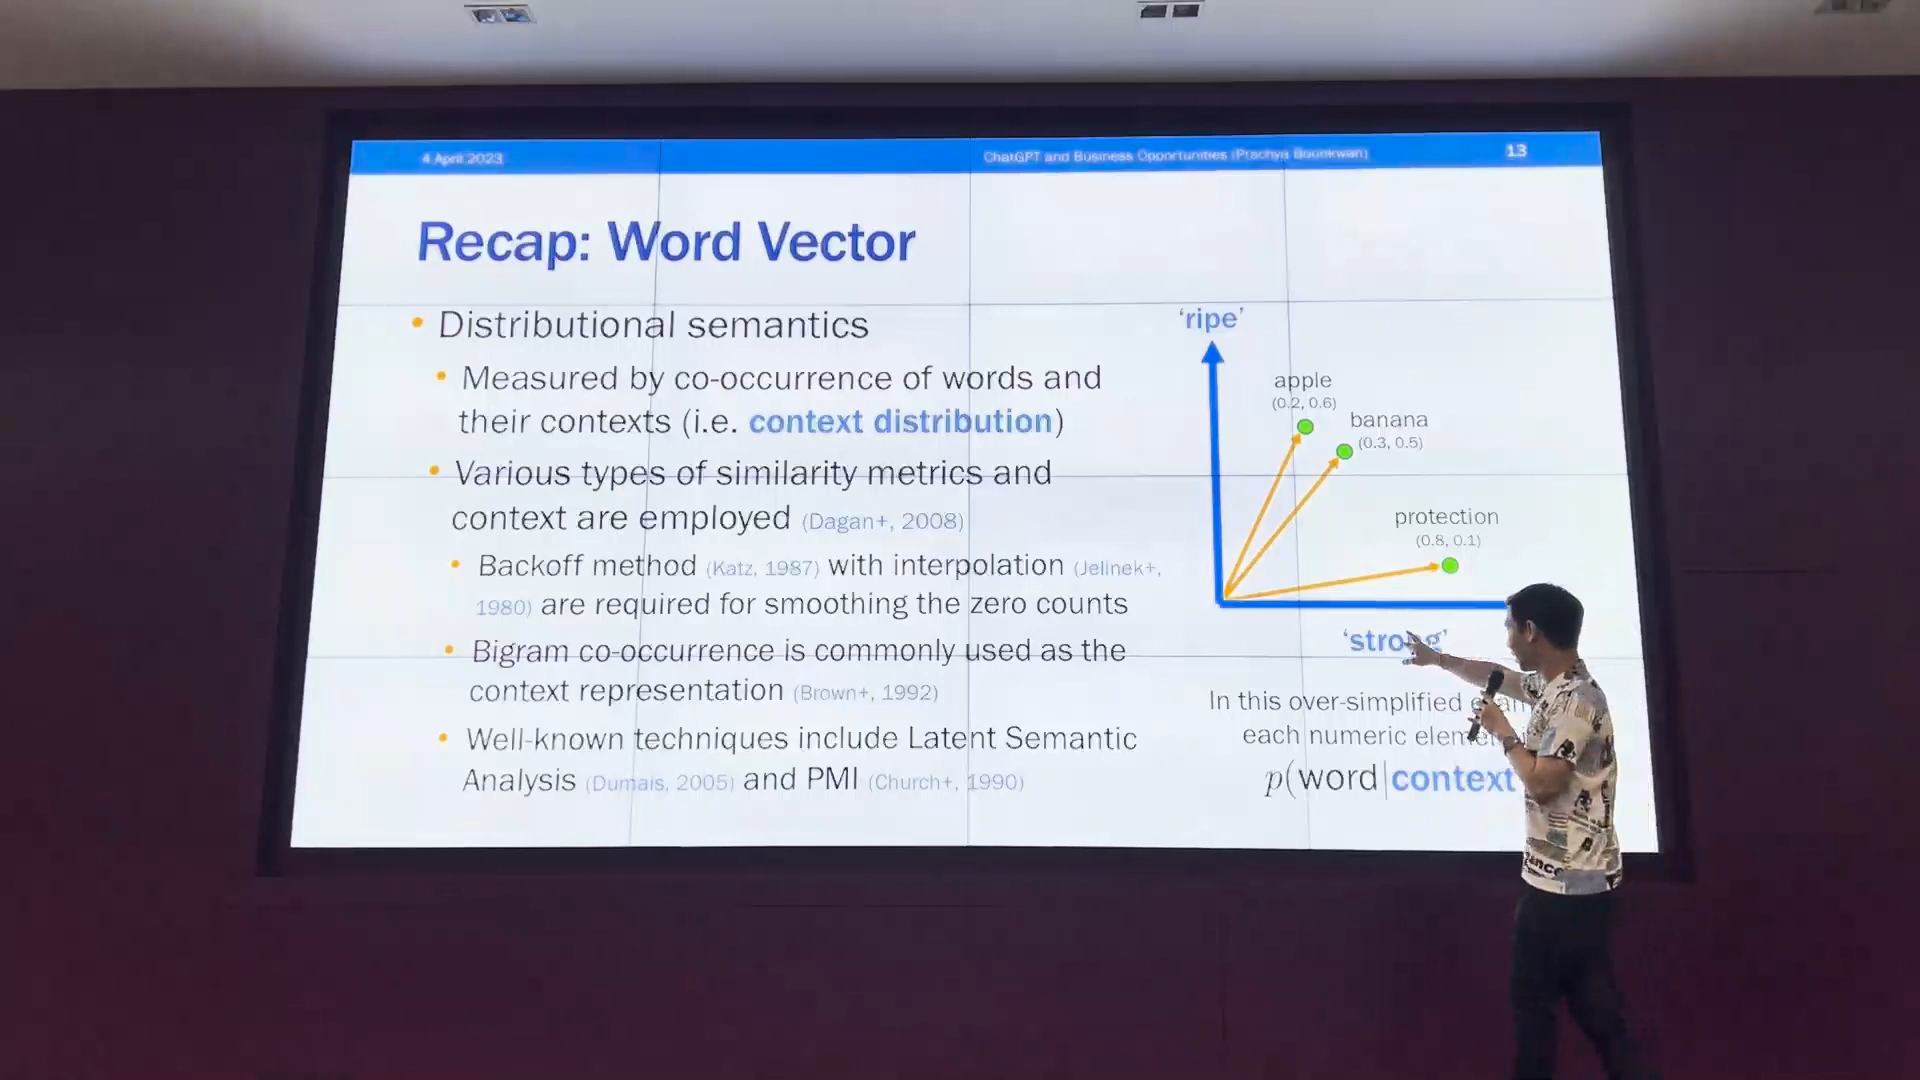 4 April 2023
ChatGPT and Business Opportunities (Prachya Boonkwan)
13
Recap: Word Vector
• Distributional semantics
• Measured by co-occurrence of words and
their contexts (i.e. context distribution)
• Various types of similarity metrics and
context are employed (Dagan+, 2008)
• Backoff method (Katz, 1987) with interpolation (Jelinek+,
1980) are required for smoothing the zero counts
• Bigram co-occurrence is commonly used as the
context representation (Brown+, 1992)
• Well-known techniques include Latent Semantic
Analysis (Dumais, 2005) and PMI (Church+, 1990)
‘ripe’
apple
(0.2, 0.6)
banana
(0.3, 0.5)
protection
(0.8, 0.1)
‘strong’
In this over-simplified
each numeric
p(word|context